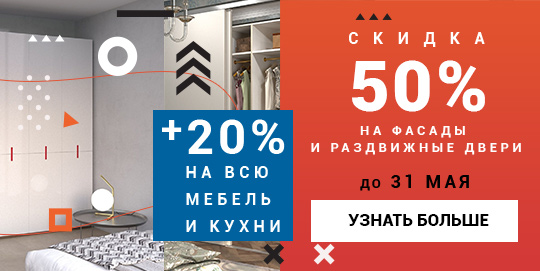 +20%
НА ВСЮ
МЕБЕЛЬ
И КУХНИ
СКИДКА
50%
НА ФАСАДЫ
И РАЗДВИЖНЫЕ ДВЕРИ
до 31 МАЯ
УЗНАТЬ БОЛЬШЕ